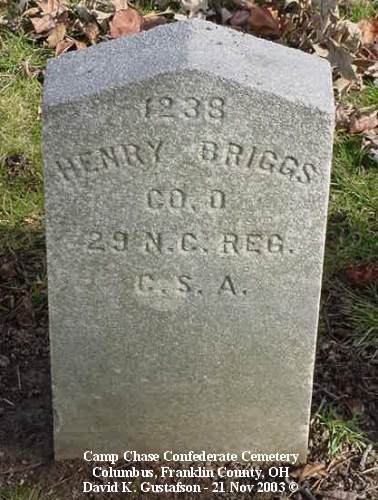 1238
HENRY BRIGGS
CO. D
29 N.C. REG.
C. S. A.
Camp Chase Confederate Cemetery
Columbus, Franklin County, OH
David K. Gustafson - 21 Nov 2003 ©